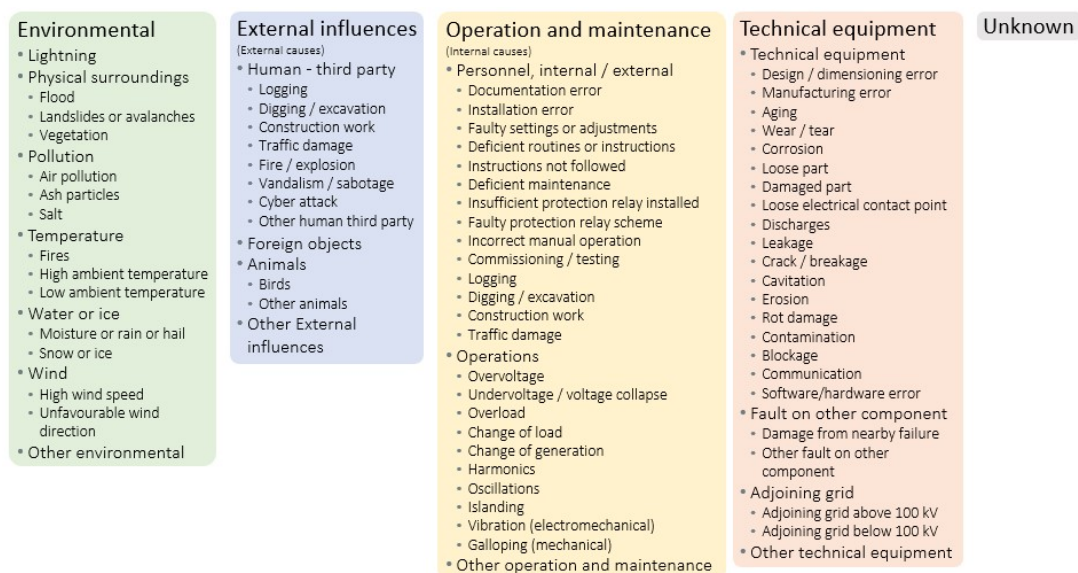 Environmental
• Lightning
• Physical surroundings
• Flood
• Landslides or avalanches
• Vegetation
• Pollution
• Air pollution
• Ash particles
• Salt
• Temperature
• Fires
• High ambient temperature
• Low ambient temperature
• Water or ice
• Moisture or rain or hail
• Snow or ice
• Wind
• High wind speed
• Unfavourable wind
direction
• Other environmental
External influences
(External causes)
• Human - third party
• Logging
• Digging / excavation
• Construction work
• Traffic damage
• Fire / explosion
• Vandalism / sabotage
• Cyber attack
• Other human third party
• Foreign objects
• Animals
• Birds
• Other animals
• Other External
influences
Operation and maintenance
(Internal causes)
• Personnel, internal / external
• Documentation error
• Installation error
• Faulty settings or adjustments
• Deficient routines or instructions
• Instructions not followed
• Deficient maintenance
• Insufficient protection relay installed
• Faulty protection relay scheme
• Incorrect manual operation
• Commissioning / testing
• Logging
• Digging / excavation
• Construction work
• Traffic damage
• Operations
• Overvoltage
• Undervoltage / voltage collapse
• Overload
• Change of load
• Change of generation
• Harmonics
• Oscillations
• Islanding
• Vibration (electromechanical)
• Galloping (mechanical)
• Other operation and maintenance
Technical equipment
• Technical equipment
• Design / dimensioning error
• Manufacturing error
• Aging
• Wear / tear
• Corrosion
• Loose part
• Damaged part
• Loose electrical contact point
• Discharges
• Leakage
• Crack / breakage
• Cavitation
• Erosion
• Rot damage
• Contamination
• Blockage
• Communication
• Software/hardware error
• Fault on other component
• Damage from nearby failure
• Other fault on other
component
• Adjoining grid
• Adjoining grid above 100 kV
• Adjoining grid below 100 kV
• Other technical equipment
Unknown